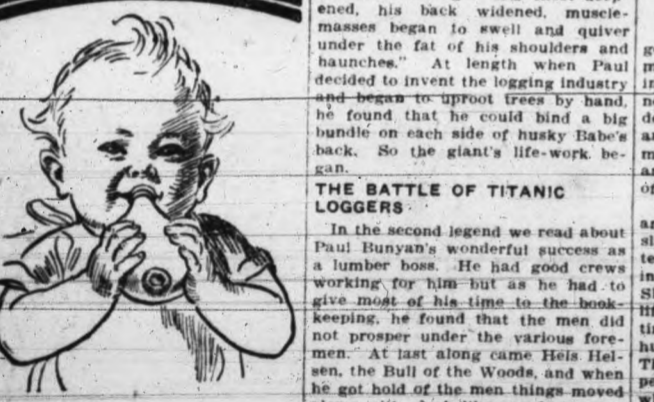 ened, his back widened, muscle-
masses began to swell and quiver
under the fat of his shoulders and
haunches." At length when Paul
decided to invent the logging industry
and began to uproot trees by hand,
he found that he could bind a big
bundle on each side of husky Babe's
back. So the giant's life-work be-
gan.
THE BATTLE OF TITANIC
LOGGERS
In the second legend we read about
Paul Bunyan's wonderful success as
a lumber boss. He had good crews
working for him but as he had to
give most of his time to the book-
keeping, he found that the men did
not prosper under the various fore-
men. At last along came Hels Hel-
sen, the Bull of the Woods, and when
he got hold of the men things moved